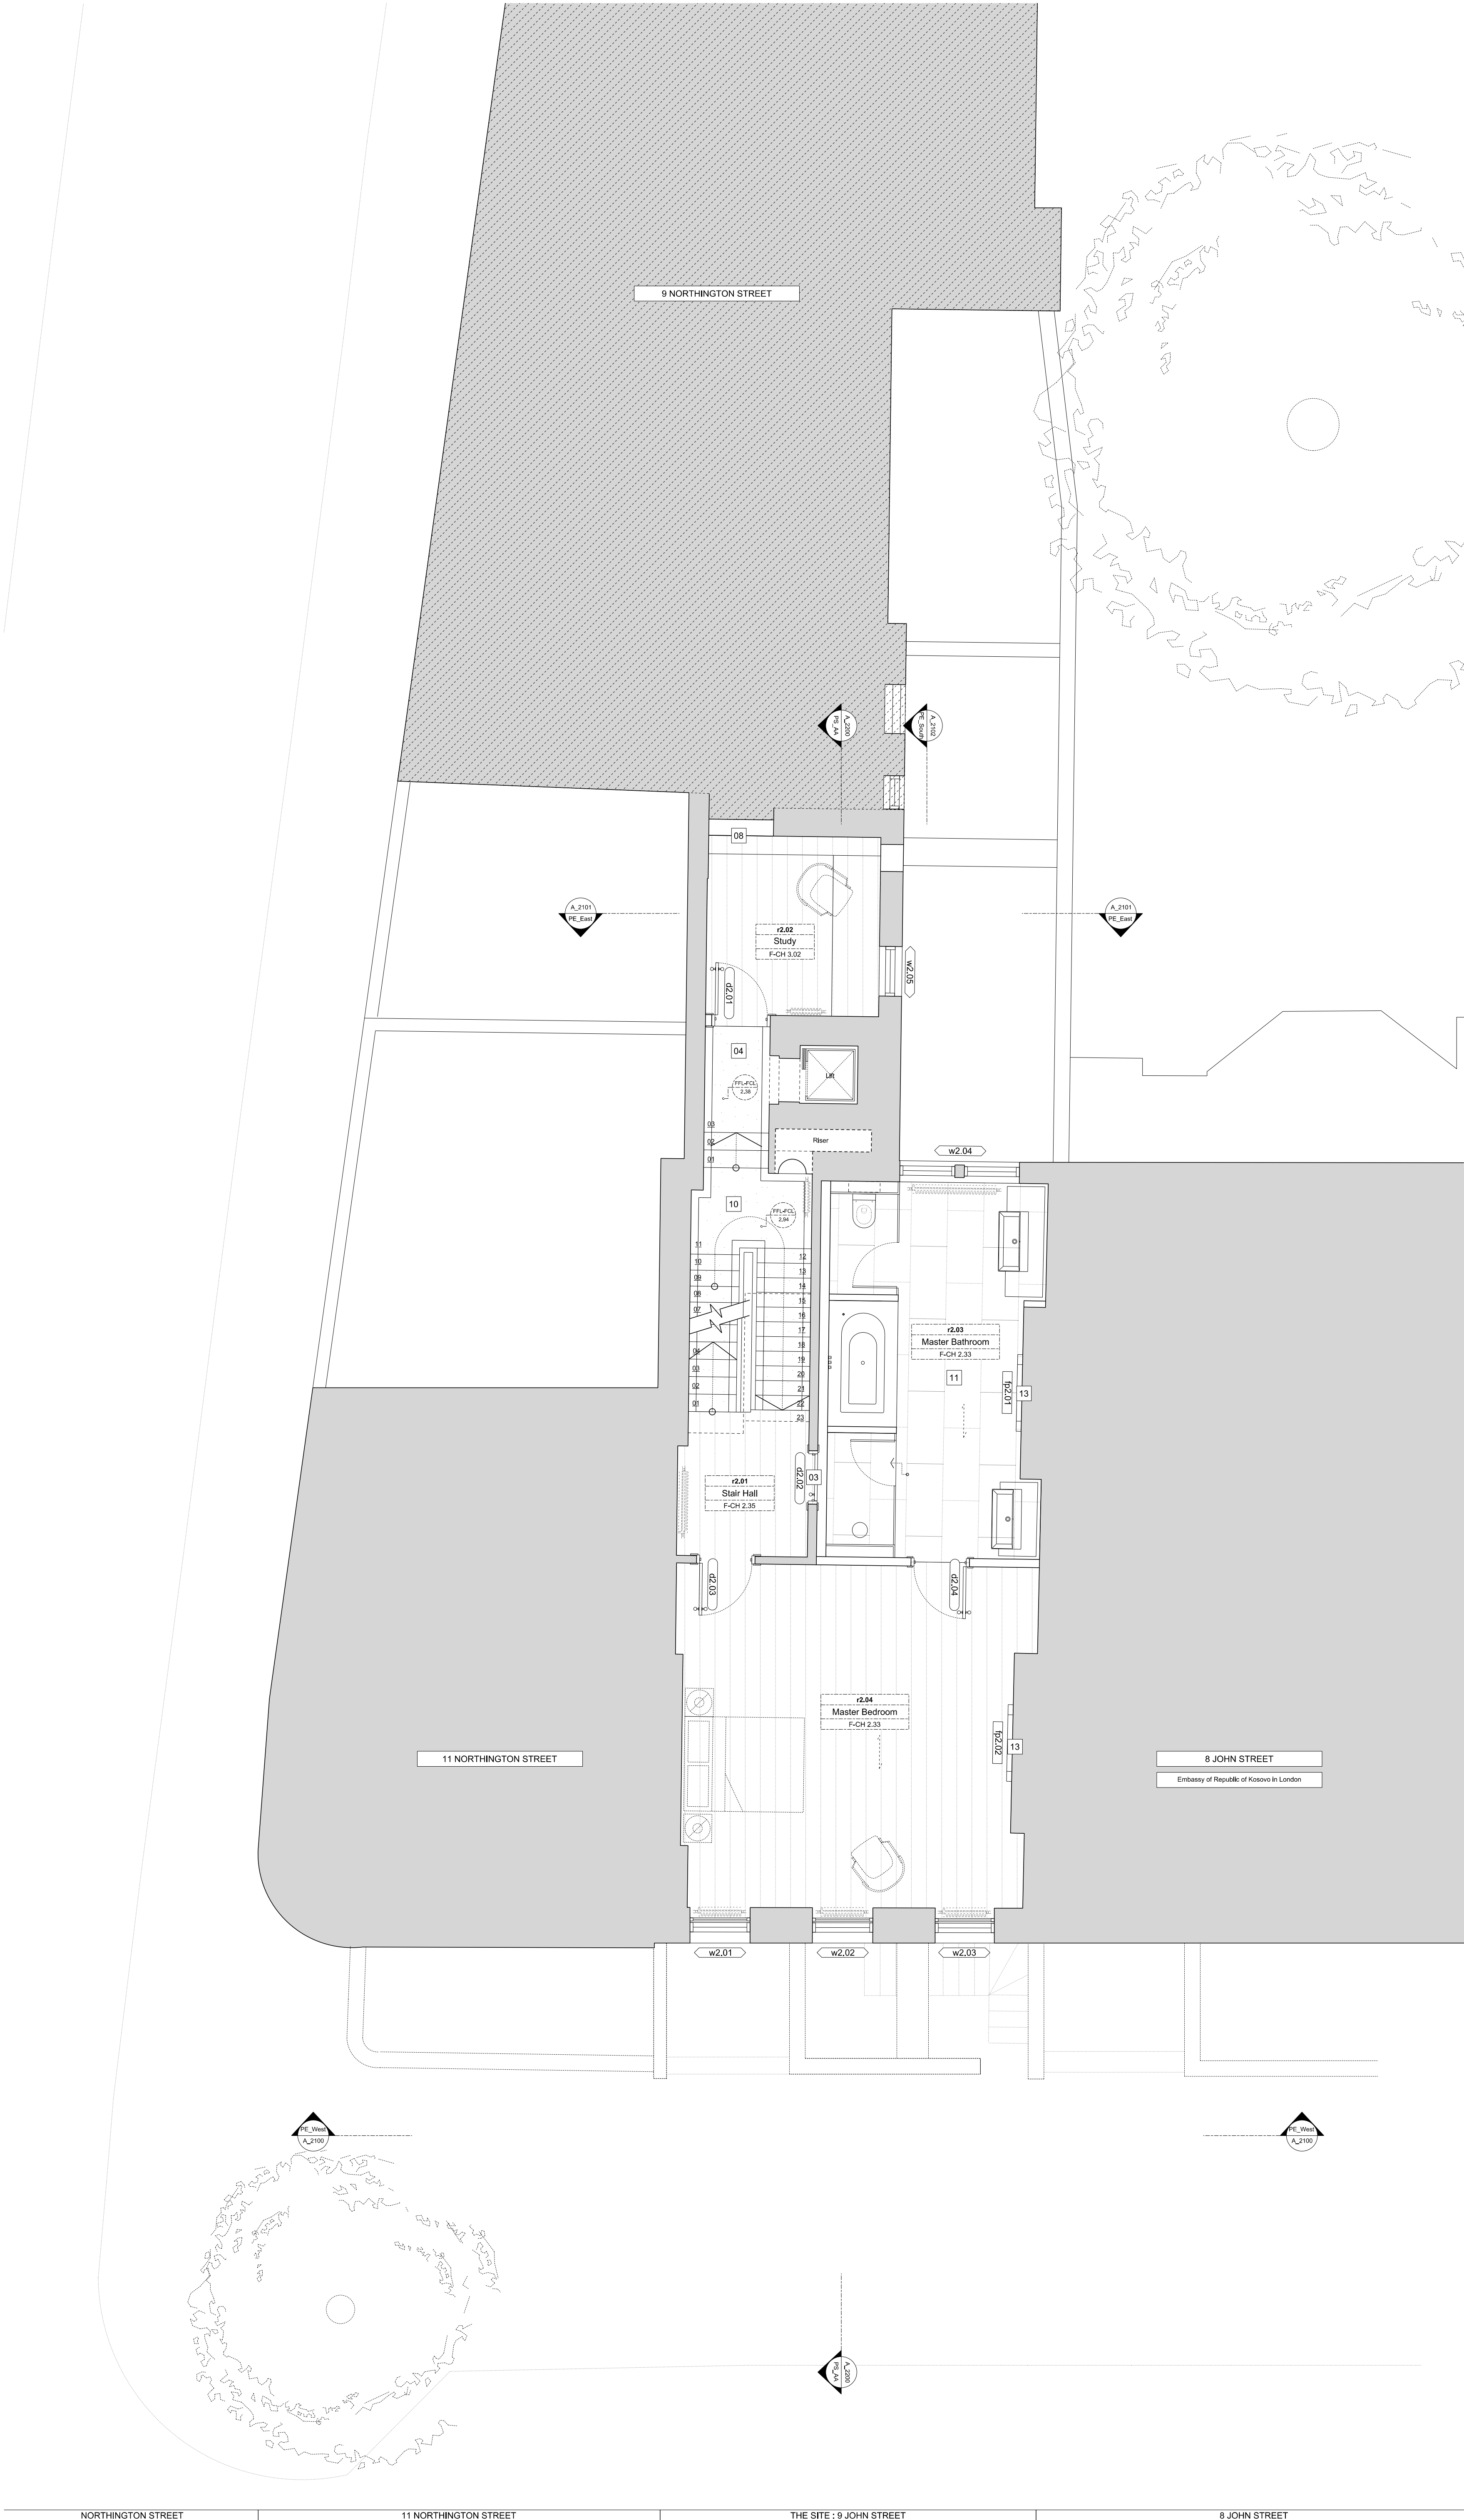 9 NORTHINGTON STREET
A_2200
PS_AA
A_2102
PE_South
08
A_2101
PE_East
A_2101
PE_East
r2.02
Study
F-CH 3.02
w2.05
d2.01
04
Lift
FFL-FCL
2.38
03
02
01
Riser
w2.04
10
FFL-FCL
2.94
11
10
09
08
07
04
03
02
01
12
13
14
15
16
17
18
19
20
21
22
23
r2.03
Master Bathroom
F-CH 2.33
11
fp2.01
13
r2.01
Stair Hall
F-CH 2.35
d2.02
03
d2.03
d2.04
r2.04
Master Bedroom
F-CH 2.33
fp2.02
13
11 NORTHINGTON STREET
8 JOHN STREET
Embassy of Republic of Kosovo in London
w2.01
w2.02
w2.03
PE_West
A_2100
PE_West
A_2100
A_2200
PS_AA
NORTHINGTON STREET
11 NORTHINGTON STREET
THE SITE : 9 JOHN STREET
8 JOHN STREET